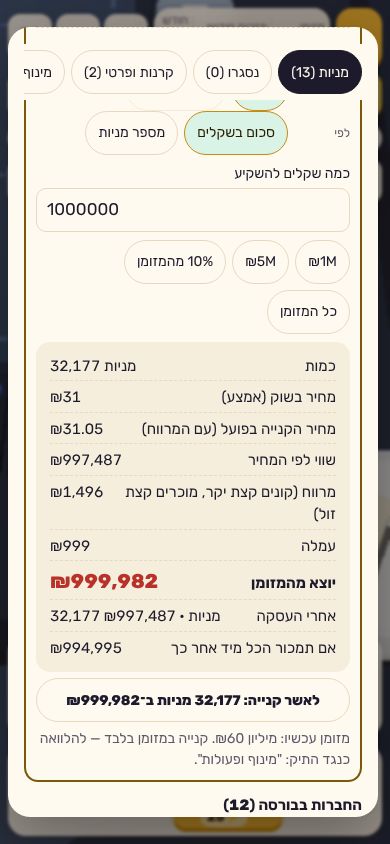 מניות (13)
נסגרו (0)
קרנות ופרטי (2)
מינוף
לפי
סכום בשקלים
מספר מניות
כמה שקלים להשקיע
1000000
₪1M
₪5M
10% מהמזומן
כל המזומן
כמות
32,177 מניות
מחיר בשוק (אמצע)
₪31
מחיר הקנייה בפועל (עם המרווח)
₪31.05
שווי לפי המחיר
₪997,487
מרווח (קונים קצת יקר, מוכרים קצת זול)
₪1,496
עמלה
₪999
יוצא מהמזומן
₪999,982
אחרי העסקה
32,177 מניות • ₪997,487
אם תמכור הכל מיד אחר כך
₪994,995
לאשר קנייה: 32,177 מניות ב־₪999,982
מזומן עכשיו: מיליון ₪60. קנייה במזומן בלבד — להלוואה
כנגד התיק: "מינוף ופעולות".
החברות בבורסה (12)